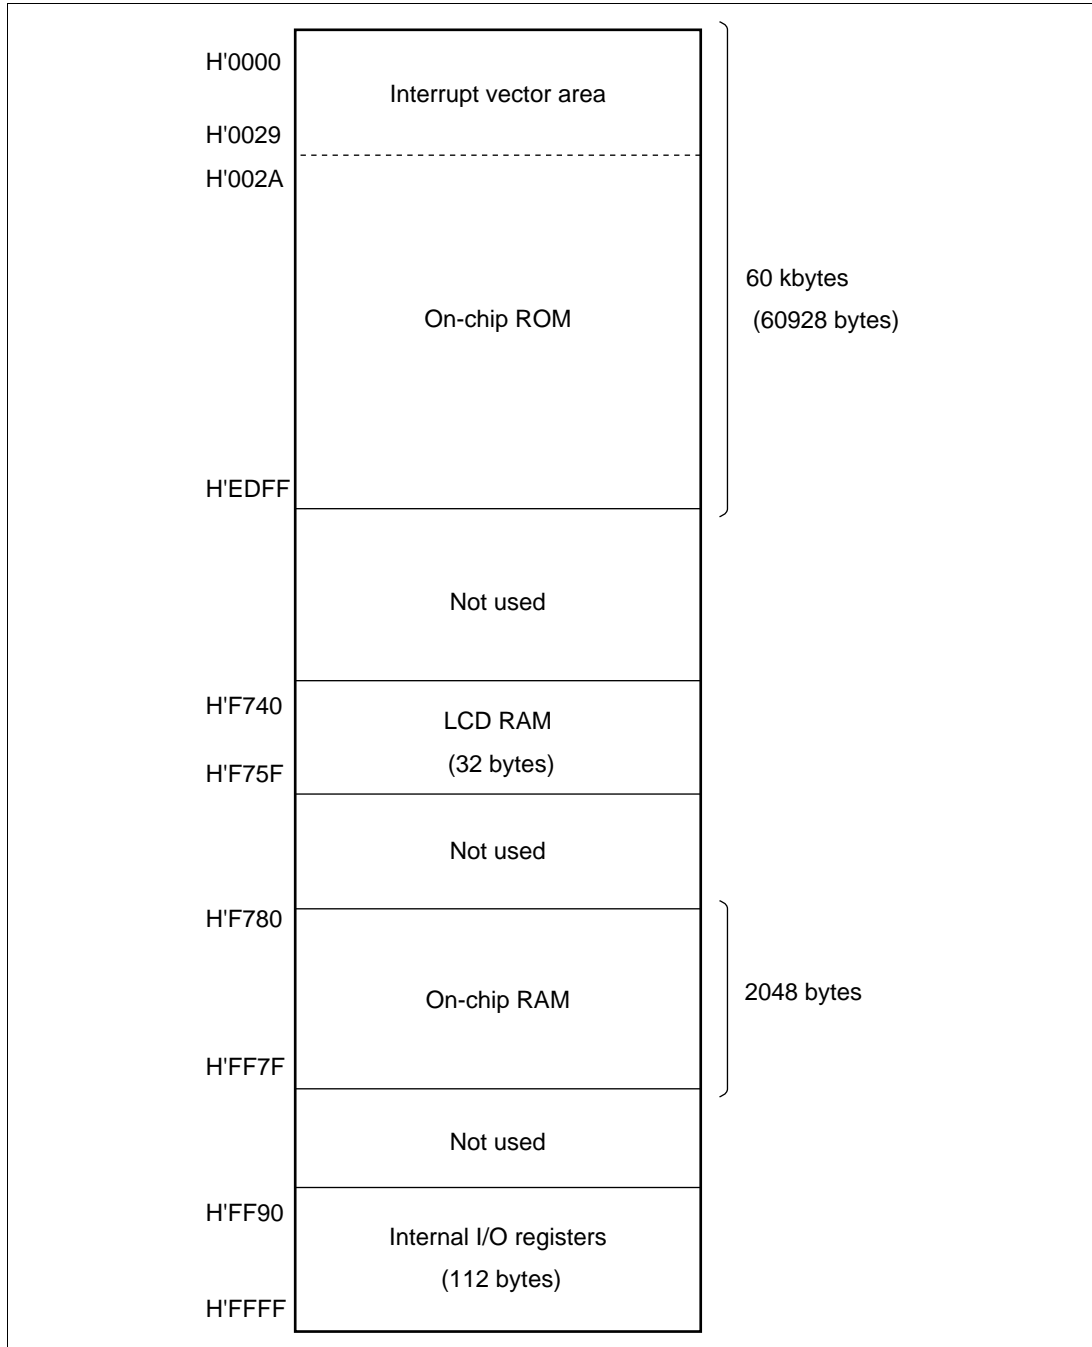 H'0000
Interrupt vector area
H'0029
H'002A
60 kbytes
(60928 bytes)
On-chip ROM
H'EDFF
Not used
H'F740
LCD RAM
(32 bytes)
H'F75F
Not used
H'F780
On-chip RAM
2048 bytes
H'FF7F
Not used
H'FF90
Internal I/O registers
(112 bytes)
H'FFFF